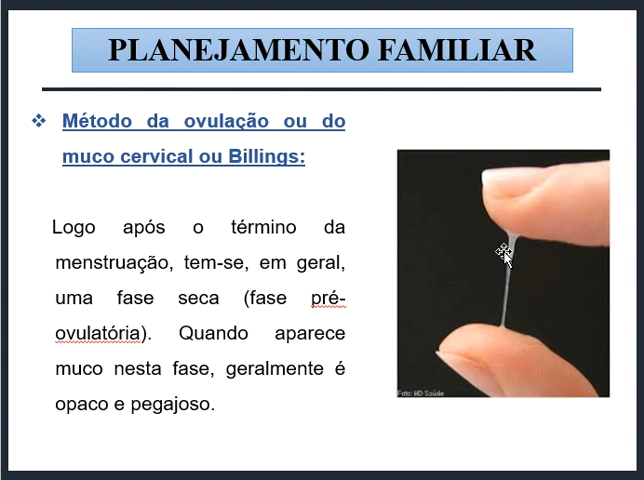 PLANEJAMENTO FAMILIAR
Método da ovulação ou do
muco cervical ou Billings:
Logo após o término da
menstruação, tem-se, em geral,
uma fase seca (fase pré-
ovulatória). Quando aparece
muco nesta fase, geralmente é
opaco e pegajoso.
Foto: MD Saúde